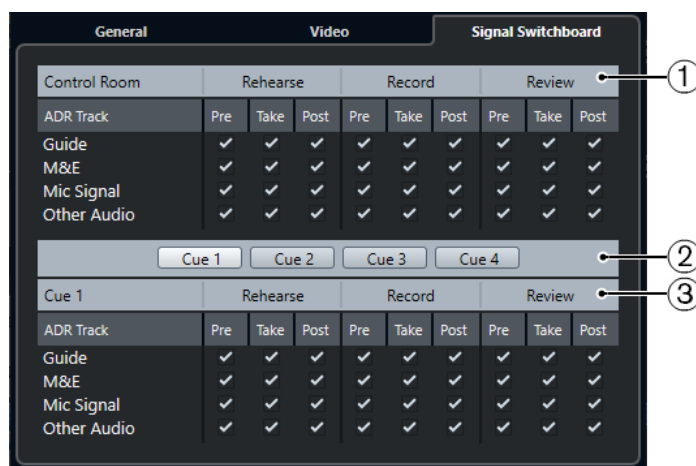 General Video Signal Switchboard
Control Room Rehearse Record Review 1
ADR Track Pre Take Post Pre Take Post Pre Take Post
Guide
M&E
Mic Signal
Other Audio
Cue 1 Cue 2 Cue 3 Cue 4 2
Cue 1 Rehearse Record Review 3
ADR Track Pre Take Post Pre Take Post Pre Take Post
Guide
M&E
Mic Signal
Other Audio